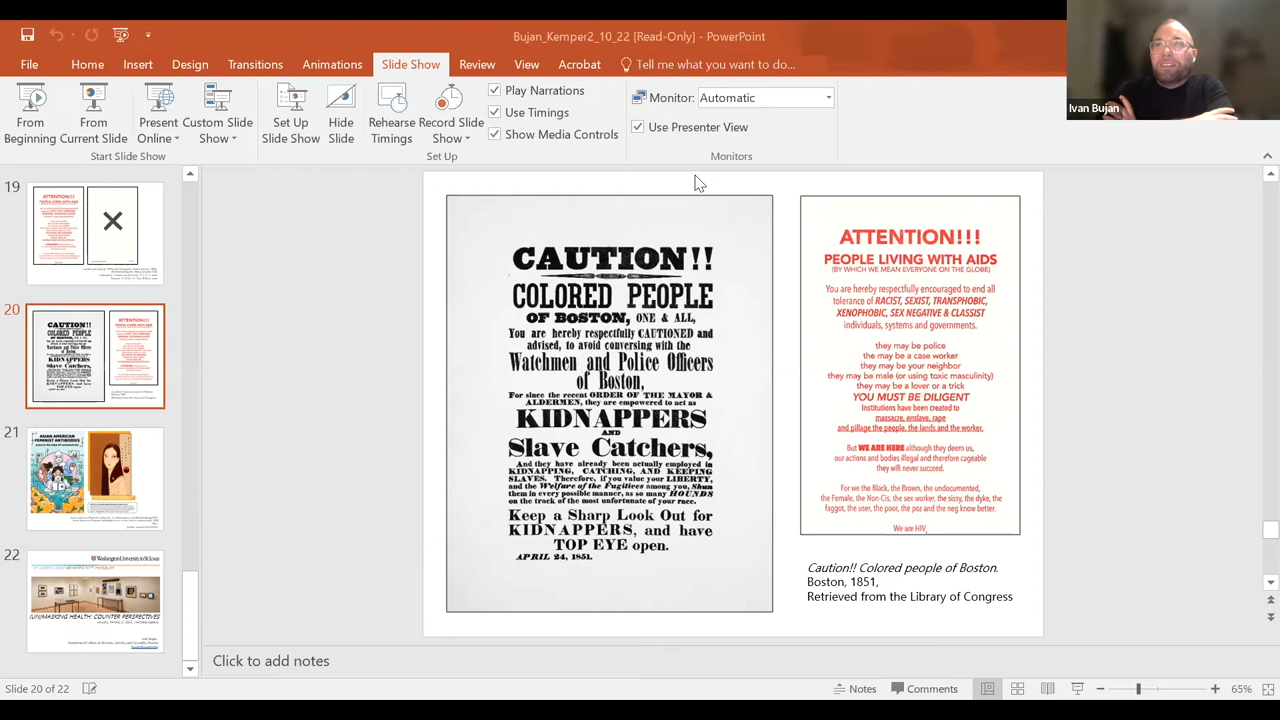 Bujan_Kemper2_10_22 [Read-Only] - PowerPoint
File Home Insert Design Transitions Animations Slide Show Review View Acrobat Tell me what you want to do...
Ivan Bujan
From Beginning
From Current Slide
Present Online
Custom Slide Show
Start Slide Show
Set Up Slide Show
Hide Slide
Rehearse Timings
Record Slide Show
Play Narrations
Use Timings
Show Media Controls
Set Up
Monitor: Automatic
Use Presenter View
Monitors
19
20
21
ASIAN AMERICAN
FEMINIST ANTIBODIES
22
Washington University in St. Louis
(UN)MASKING HEALTH: COUNTER PERSPECTIVES
CAUTION!!
COLORED PEOPLE
OF BOSTON, ONE & ALL,
You are hereby respectfully CAUTIONED and
advised, to avoid conversing with the
Watchmen and Police Officers
of Boston,
For since the recent ORDER OF THE MAYOR &
ALDERMEN, they are empowered to act as
KIDNAPPERS
AND
Slave Catchers,
And they have already been actually employed in
KIDNAPPING, CATCHING, AND KEEPING
SLAVES. Therefore, if you value your LIBERTY,
and the Welfare of the Fugitives among you, Shun
them in every possible manner, as so many HOUNDS
on the track of the most unfortunate of your race.
Keep a Sharp Look Out for
KIDNAPPERS, and have
TOP EYE open.
APRIL 24, 1851.
ATTENTION!!!
PEOPLE LIVING WITH AIDS
(BY WHICH WE MEAN EVERYONE ON THE GLOBE)
You are hereby respectfully encouraged to end all
tolerance of RACIST, SEXIST, TRANSPHOBIC,
XENOPHOBIC, SEX NEGATIVE & CLASSIST
individuals, systems and governments.
they may be police
the may be a case worker
they may be your neighbor
they may be male (or using toxic masculinity)
they may be a lover or a trick
YOU MUST BE DILIGENT
Institutions have been created to
massacre, enslave, rape
and pillage the people, the lands and the worker.
But WE ARE HERE although they deem us,
our actions and bodies illegal and therefore cageable
they will never succeed.
For we the Black, the Brown, the undocumented,
the Female, the Non-Cis, the sex worker, the sissy, the dyke, the
faggot, the user, the poor, the poz and the neg know better.
We are HIV,
Caution!! Colored people of Boston.
Boston, 1851,
Retrieved from the Library of Congress
Click to add notes
Slide 20 of 22
Notes
Comments
65%